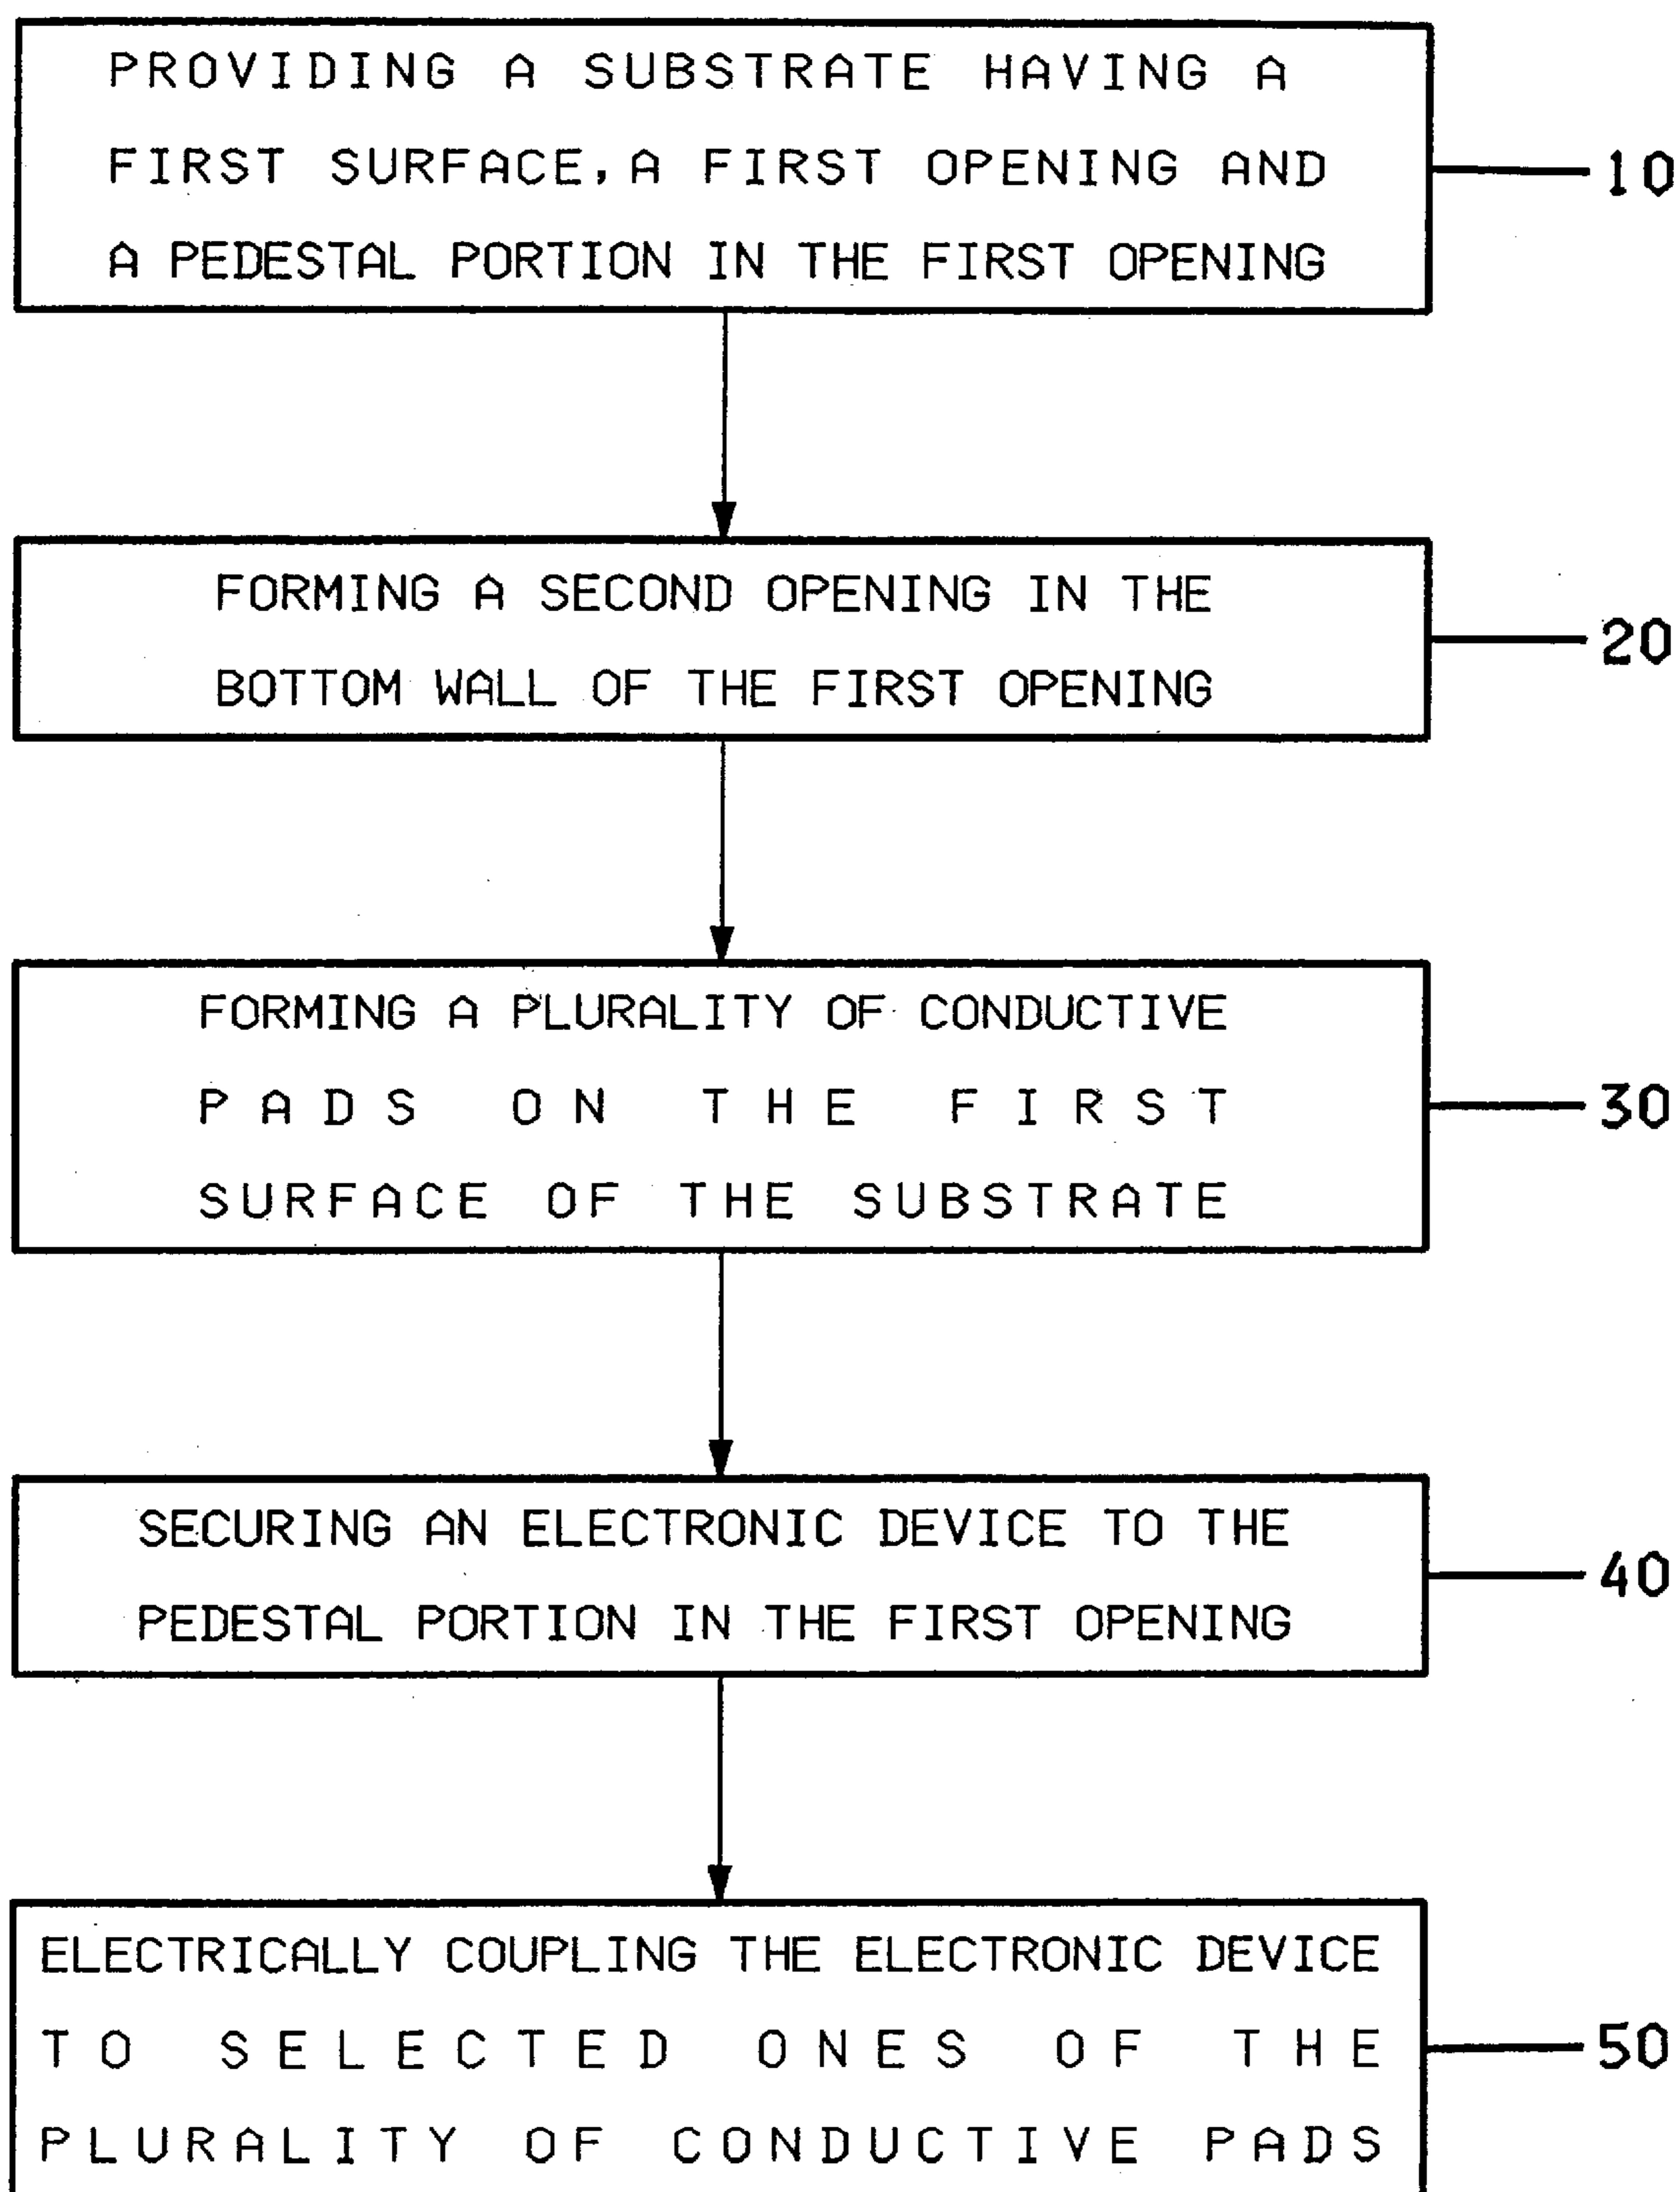 PROVIDING A SUBSTRATE HAVING A
FIRST SURFACE, A FIRST OPENING AND
A PEDESTAL PORTION IN THE FIRST OPENING
10
FORMING A SECOND OPENING IN THE
BOTTOM WALL OF THE FIRST OPENING
20
FORMING A PLURALITY OF CONDUCTIVE
PADS ON THE FIRST
SURFACE OF THE SUBSTRATE
30
SECURING AN ELECTRONIC DEVICE TO THE
PEDESTAL PORTION IN THE FIRST OPENING
40
ELECTRICALLY COUPLING THE ELECTRONIC DEVICE
TO SELECTED ONES OF THE
PLURALITY OF CONDUCTIVE PADS
50